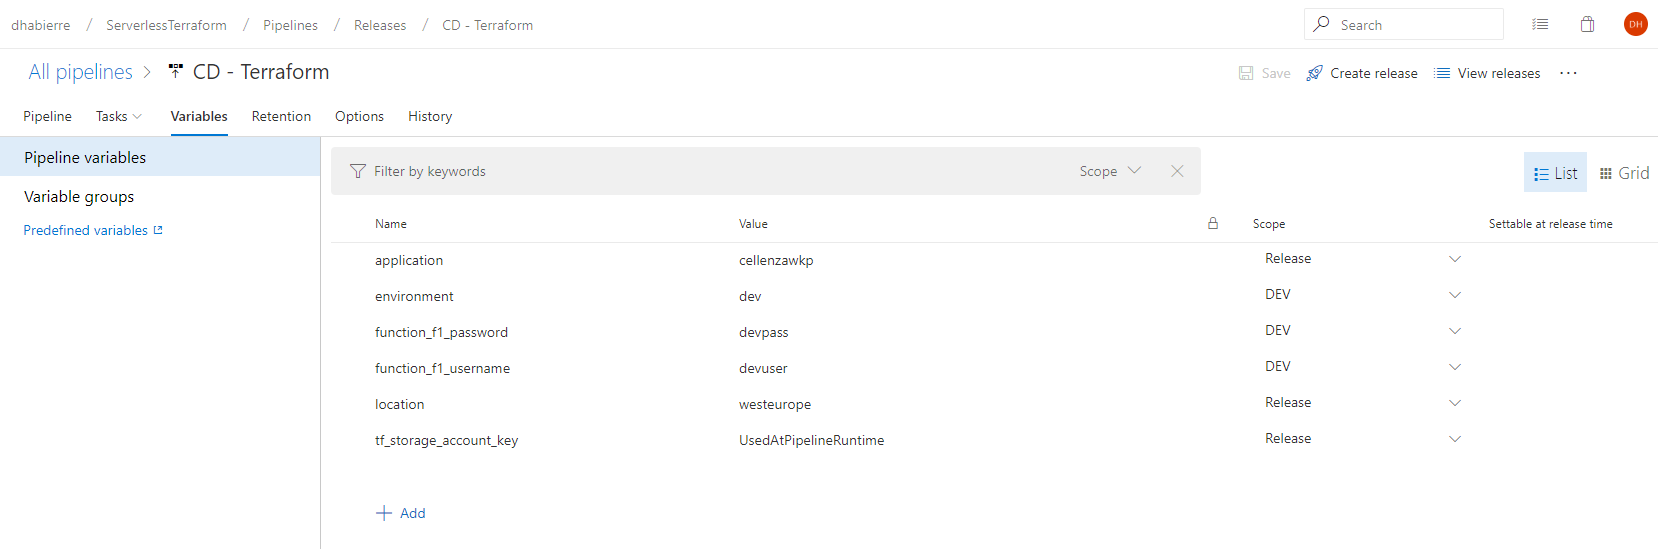 dhabierre / ServerlessTerraform / Pipelines / Releases / CD - Terraform
Search
DH
All pipelines > CD - Terraform
Save Create release View releases ...
Pipeline Tasks Variables Retention Options History
Pipeline variables
Variable groups
Predefined variables
Filter by keywords Scope
List Grid
Name Value Scope Settable at release time
application cellenzawkp Release
environment dev DEV
function_f1_password devpass DEV
function_f1_username devuser DEV
location westeurope Release
tf_storage_account_key UsedAtPipelineRuntime Release
+ Add